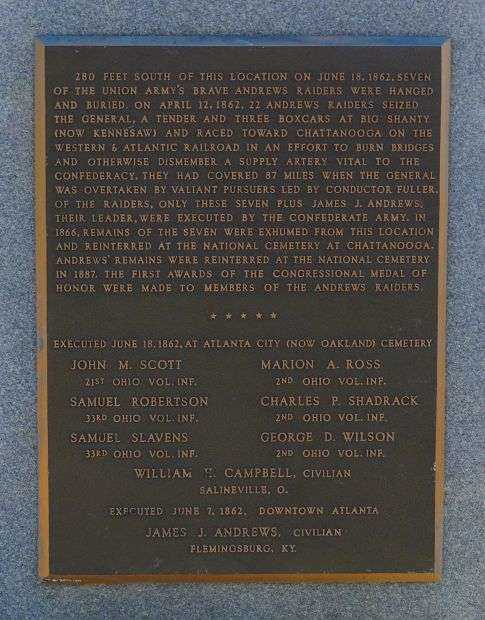 280 FEET SOUTH OF THIS LOCATION ON JUNE 18, 1862, SEVEN
OF THE UNION ARMY'S BRAVE ANDREWS RAIDERS WERE HANGED
AND BURIED. ON APRIL 12, 1862, 22 ANDREWS RAIDERS SEIZED
THE GENERAL, A TENDER AND THREE BOXCARS AT BIG SHANTY
(NOW KENNESAW) AND RACED TOWARD CHATTANOOGA ON THE
WESTERN & ATLANTIC RAILROAD IN AN EFFORT TO BURN BRIDGES
AND OTHERWISE DISMEMBER A SUPPLY ARTERY VITAL TO THE
CONFEDERACY. THEY HAD COVERED 87 MILES WHEN THE GENERAL
WAS OVERTAKEN BY VALIANT PURSUERS LED BY CONDUCTOR FULLER.
OF THE RAIDERS, ONLY THESE SEVEN PLUS JAMES J. ANDREWS,
THEIR LEADER, WERE EXECUTED BY THE CONFEDERATE ARMY. IN
1866, REMAINS OF THE SEVEN WERE EXHUMED FROM THIS LOCATION
AND REINTERRED AT THE NATIONAL CEMETERY AT CHATTANOOGA.
ANDREWS' REMAINS WERE REINTERRED AT THE NATIONAL CEMETERY
IN 1887. THE FIRST AWARDS OF THE CONGRESSIONAL MEDAL OF
HONOR WERE MADE TO MEMBERS OF THE ANDREWS RAIDERS.
★ ★ ★ ★ ★
EXECUTED JUNE 18, 1862, AT ATLANTA CITY (NOW OAKLAND) CEMETERY
JOHN M. SCOTT MARION A. ROSS
21ST OHIO VOL. INF. 2ND OHIO VOL. INF.
SAMUEL ROBERTSON CHARLES P. SHADRACK
33RD OHIO VOL. INF. 2ND OHIO VOL. INF.
SAMUEL SLAVENS GEORGE D. WILSON
33RD OHIO VOL. INF. 2ND OHIO VOL. INF.
WILLIAM H. CAMPBELL, CIVILIAN
SALINEVILLE, O.
EXECUTED JUNE 7, 1862, DOWNTOWN ATLANTA
JAMES J. ANDREWS, CIVILIAN
FLEMINGSBURG, KY.